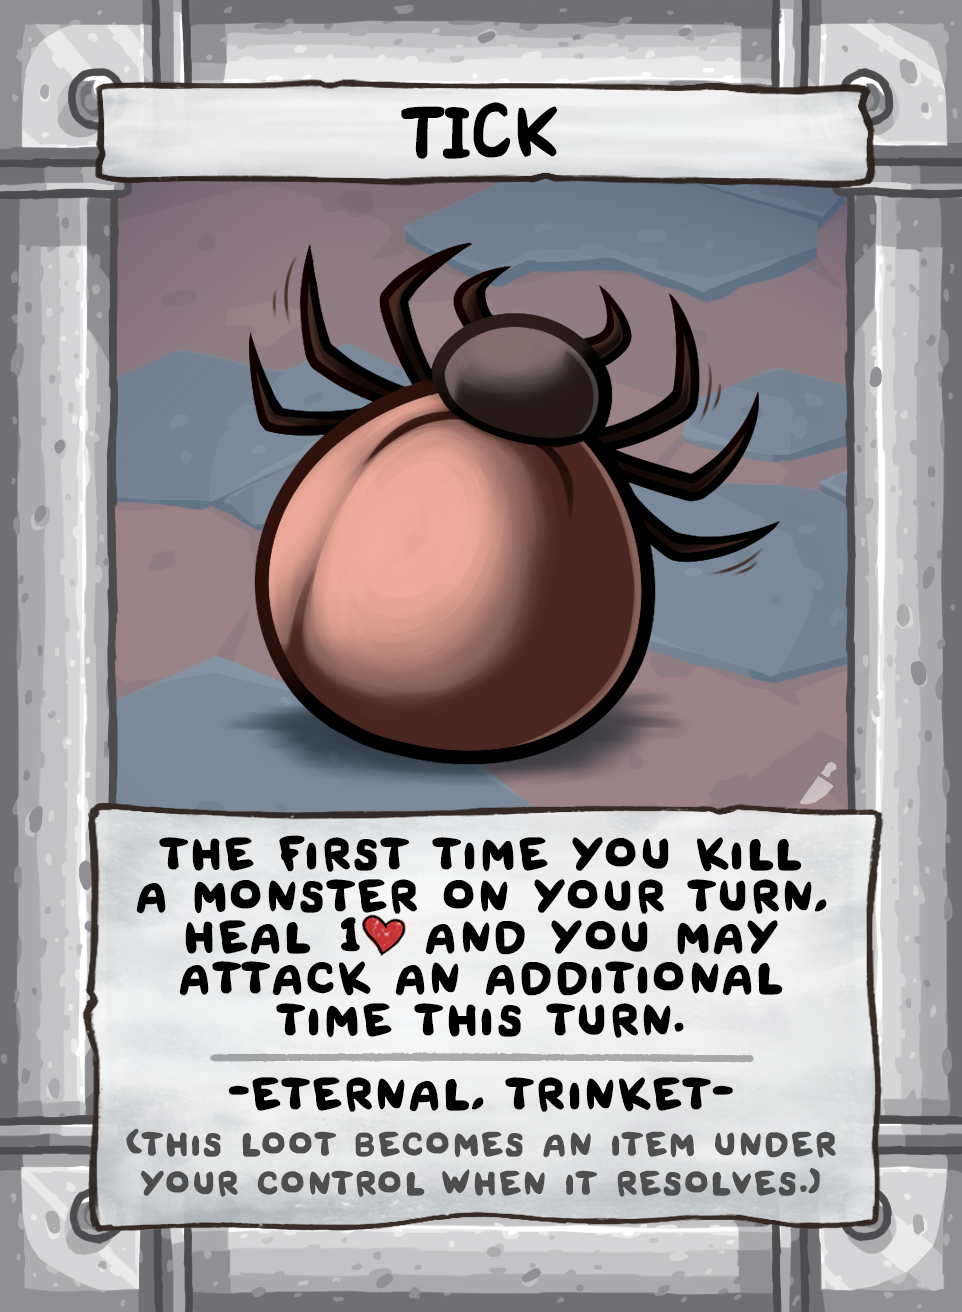 TICK
THE FIRST TIME YOU KILL
A MONSTER ON YOUR TURN,
HEAL 1❤ AND YOU MAY
ATTACK AN ADDITIONAL
TIME THIS TURN.
-ETERNAL, TRINKET-
(THIS LOOT BECOMES AN ITEM UNDER
YOUR CONTROL WHEN IT RESOLVES.)